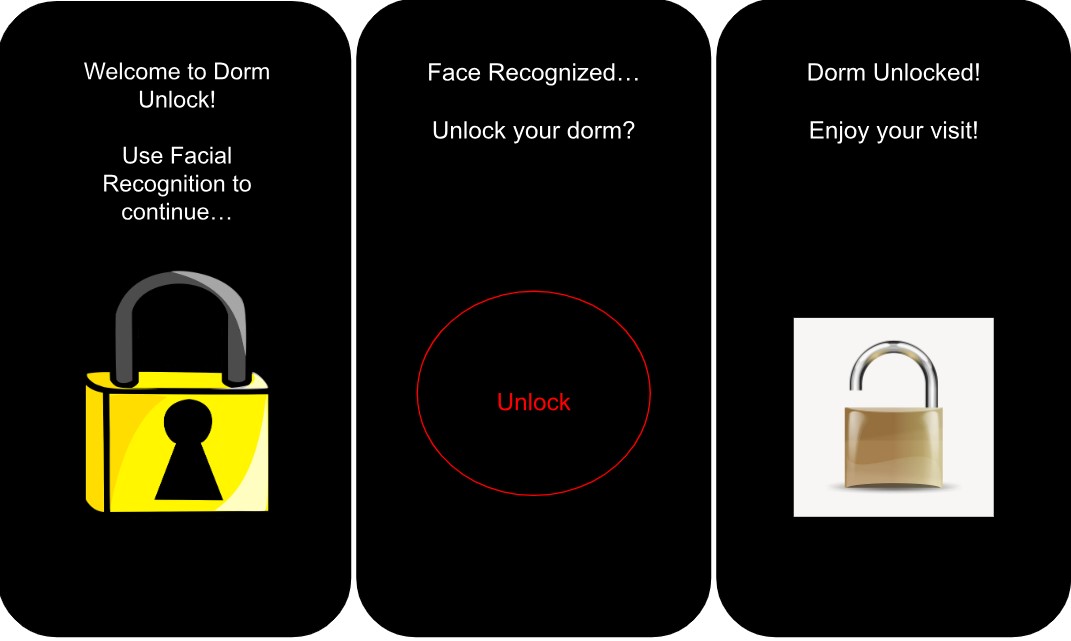 Welcome to Dorm
Unlock!
Use Facial
Recognition to
continue…
Face Recognized…
Unlock your dorm?
Unlock
Dorm Unlocked!
Enjoy your visit!